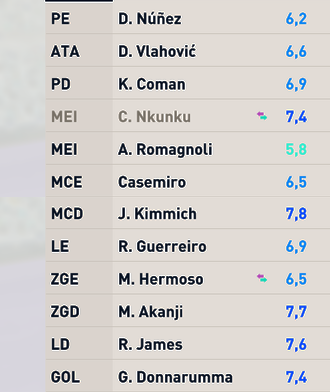 PE D. Núñez 6,2
ATA D. Vlahović 6,6
PD K. Coman 6,9
MEI C. Nkunku 7,4
MEI A. Romagnoli 5,8
MCE Casemiro 6,5
MCD J. Kimmich 7,8
LE R. Guerreiro 6,9
ZGE M. Hermoso 6,5
ZGD M. Akanji 7,7
LD R. James 7,6
GOL G. Donnarumma 7,4